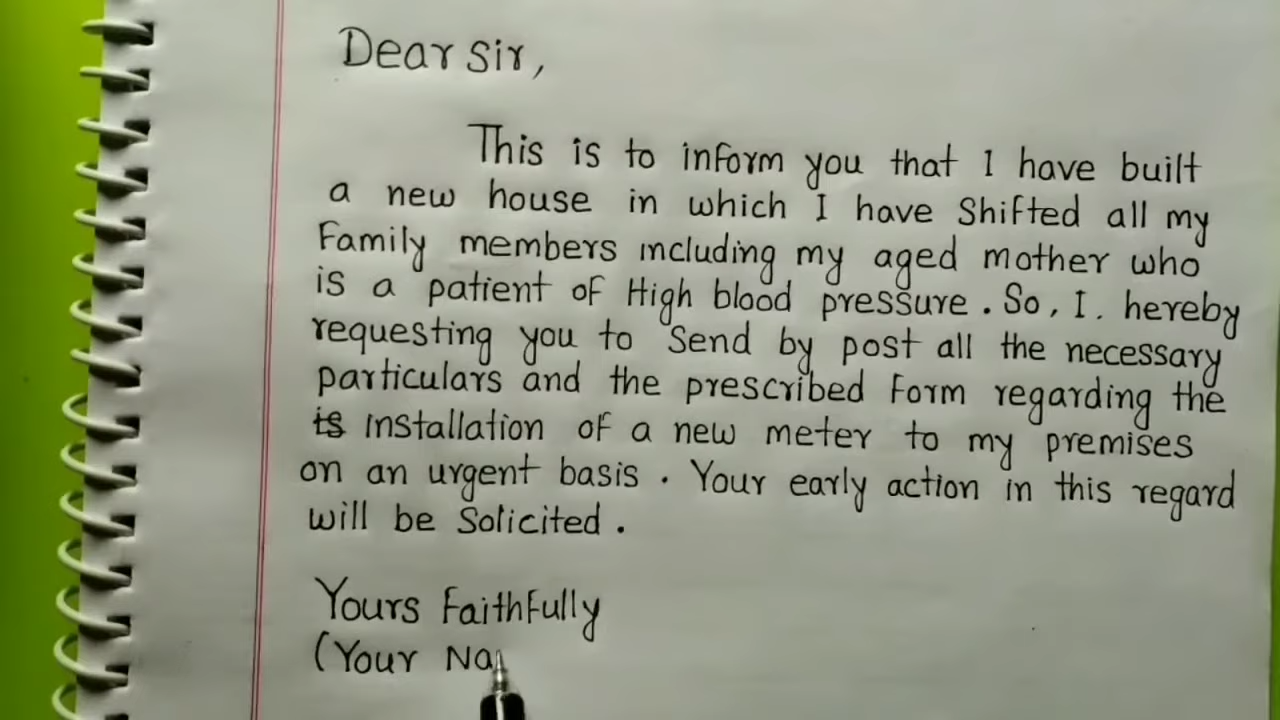 Dear Sir,
This is to inform you that I have built
a new house in which I have Shifted all my
Family members including my aged mother who
is a patient of High blood pressure. So, I. hereby
requesting you to Send by post all the necessary
particulars and the prescribed Form regarding the
is installation of a new meter to my premises
on an urgent basis. Your early action in this regard
will be Solicited.
Yours Faithfully
(Your Na